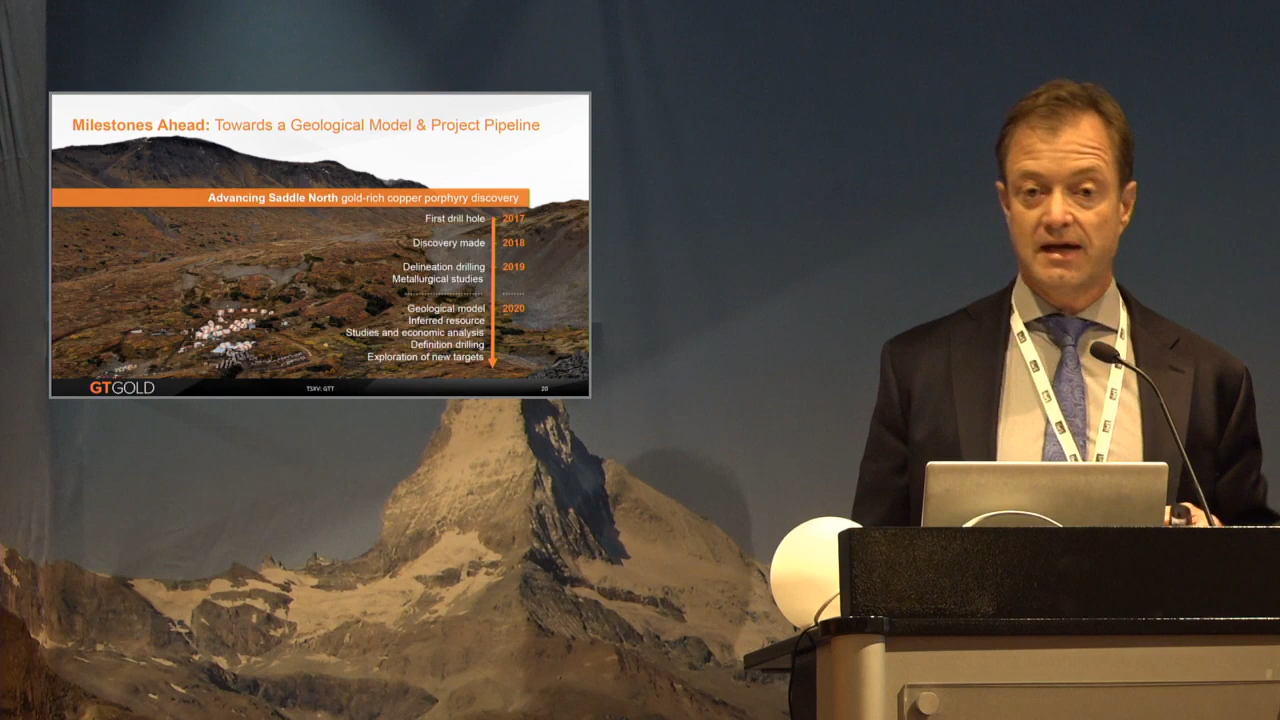 Milestones Ahead: Towards a Geological Model & Project Pipeline
Advancing Saddle North gold-rich copper porphyry discovery
First drill hole 2017
Discovery made 2018
Delineation drilling 2019
Metallurgical studies
Geological model 2020
Inferred resource
Studies and economic analysis
Definition drilling
Exploration of new targets
GTGOLD TSXV: GTT 20